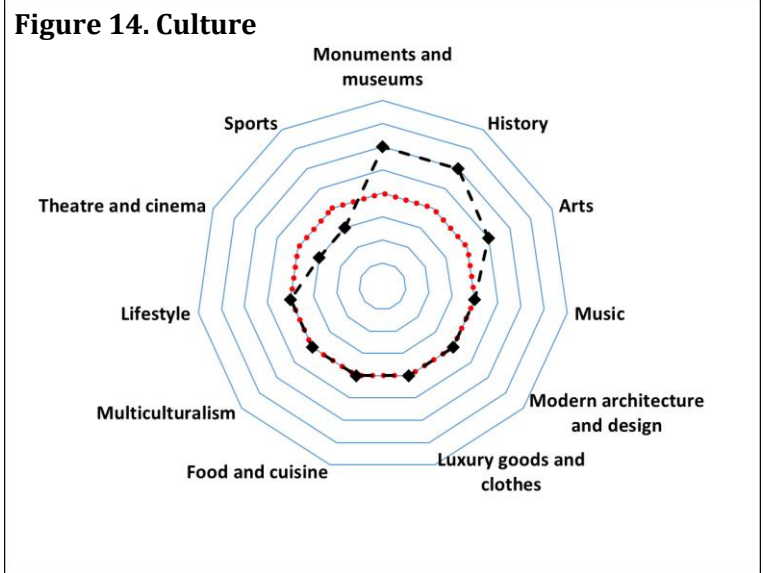 Figure 14. Culture
Monuments and
museums
Sports
History
Theatre and cinema
Arts
Lifestyle
Music
Multiculturalism
Modern architecture
and design
Food and cuisine
Luxury goods and
clothes